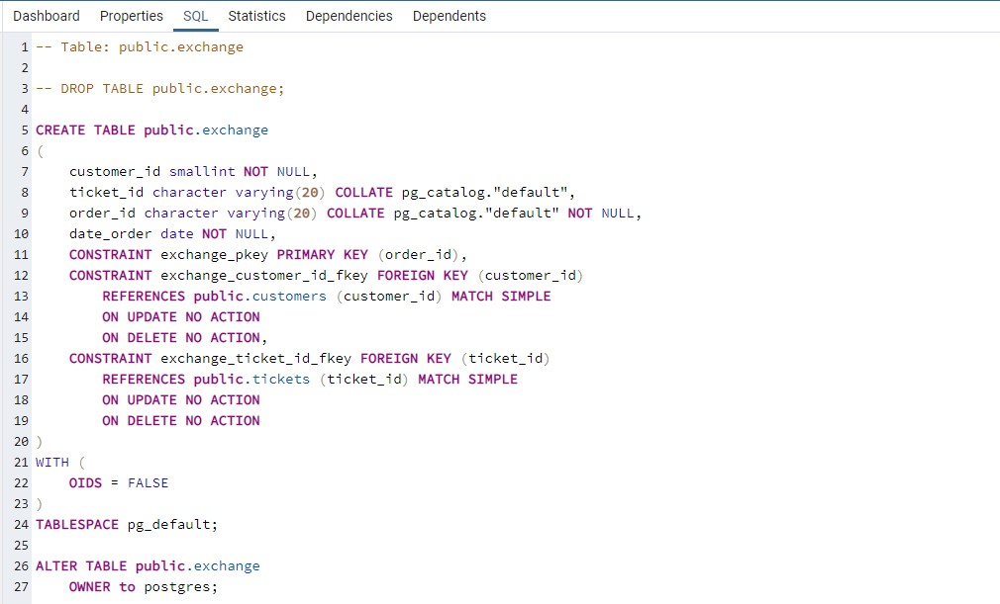 Dashboard Properties SQL Statistics Dependencies Dependents
1 -- Table: public.exchange
2
3 -- DROP TABLE public.exchange;
4
5 CREATE TABLE public.exchange
6 (
7     customer_id smallint NOT NULL,
8     ticket_id character varying(20) COLLATE pg_catalog."default",
9     order_id character varying(20) COLLATE pg_catalog."default" NOT NULL,
10     date_order date NOT NULL,
11     CONSTRAINT exchange_pkey PRIMARY KEY (order_id),
12     CONSTRAINT exchange_customer_id_fkey FOREIGN KEY (customer_id)
13         REFERENCES public.customers (customer_id) MATCH SIMPLE
14         ON UPDATE NO ACTION
15         ON DELETE NO ACTION,
16     CONSTRAINT exchange_ticket_id_fkey FOREIGN KEY (ticket_id)
17         REFERENCES public.tickets (ticket_id) MATCH SIMPLE
18         ON UPDATE NO ACTION
19         ON DELETE NO ACTION
20 )
21 WITH (
22     OIDS = FALSE
23 )
24 TABLESPACE pg_default;
25
26 ALTER TABLE public.exchange
27     OWNER to postgres;